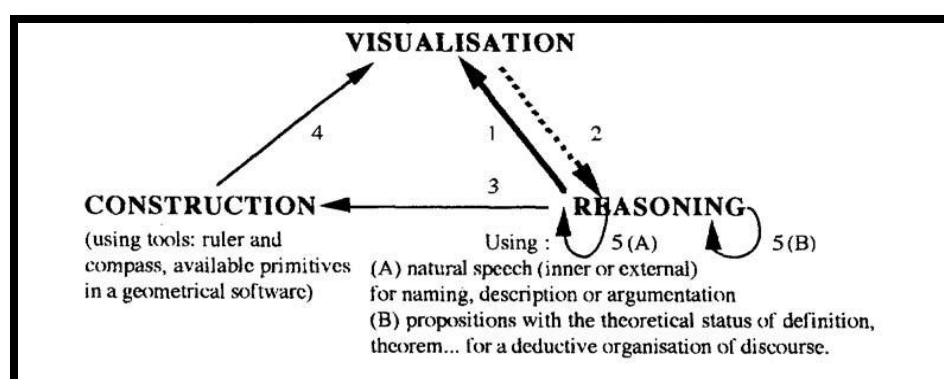 VISUALISATION
4
1
2
3
CONSTRUCTION
REASONING
(using tools: ruler and
compass, available primitives
in a geometrical software)
Using :
5 (A)
5 (B)
(A) natural speech (inner or external)
for naming, description or argumentation
(B) propositions with the theoretical status of definition,
theorem... for a deductive organisation of discourse.